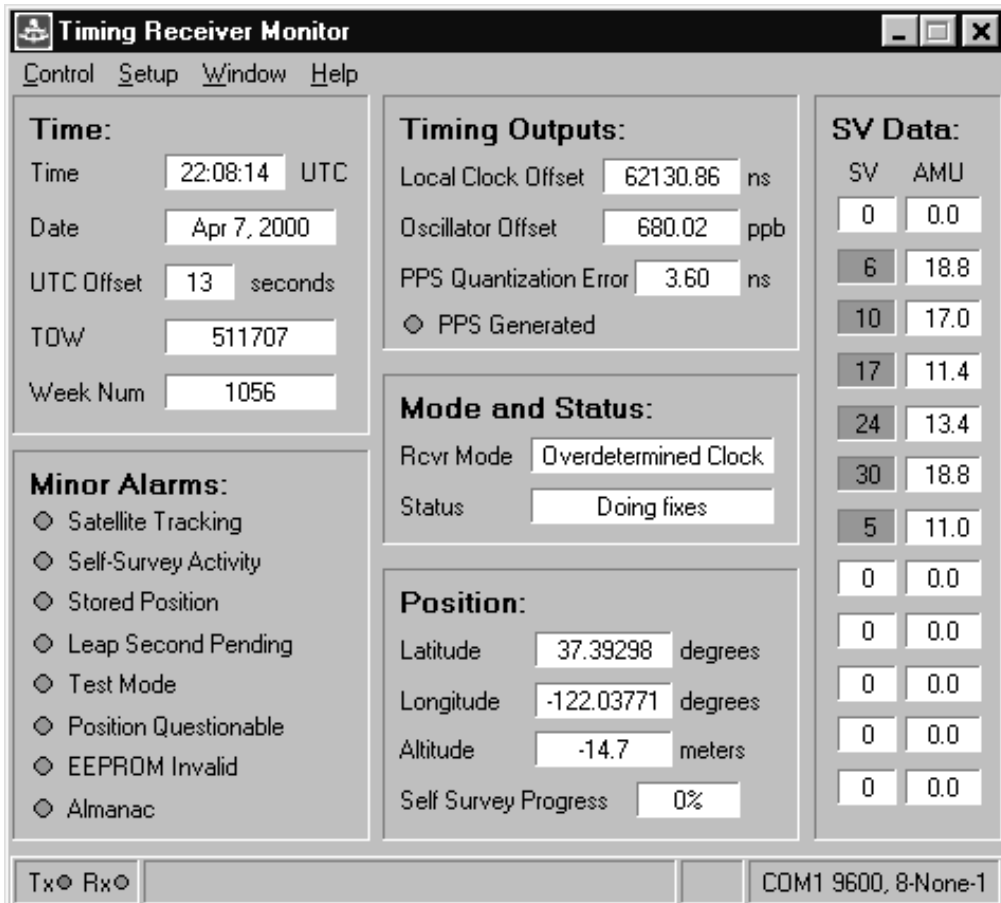 Timing Receiver Monitor
Control Setup Window Help
Time:
Time 22:08:14 UTC
Date Apr 7, 2000
UTC Offset 13 seconds
TOW 511707
Week Num 1056
Minor Alarms:
Satellite Tracking
Self-Survey Activity
Stored Position
Leap Second Pending
Test Mode
Position Questionable
EEPROM Invalid
Almanac
Timing Outputs:
Local Clock Offset 62130.86 ns
Oscillator Offset 680.02 ppb
PPS Quantization Error 3.60 ns
PPS Generated
Mode and Status:
Rcvr Mode Overdetermined Clock
Status Doing fixes
Position:
Latitude 37.39298 degrees
Longitude -122.03771 degrees
Altitude -14.7 meters
Self Survey Progress 0%
SV Data:
SV AMU
0 0.0
6 18.8
10 17.0
17 11.4
24 13.4
30 18.8
5 11.0
0 0.0
0 0.0
0 0.0
0 0.0
0 0.0
Tx Rx
COM1 9600, 8-None-1